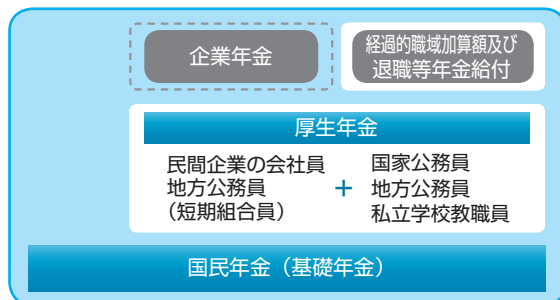 企業年金
経過的職域加算額及び
退職等年金給付
厚生年金
民間企業の会社員
地方公務員
(短期組合員)
+
国家公務員
地方公務員
私立学校教職員
国民年金（基礎年金）